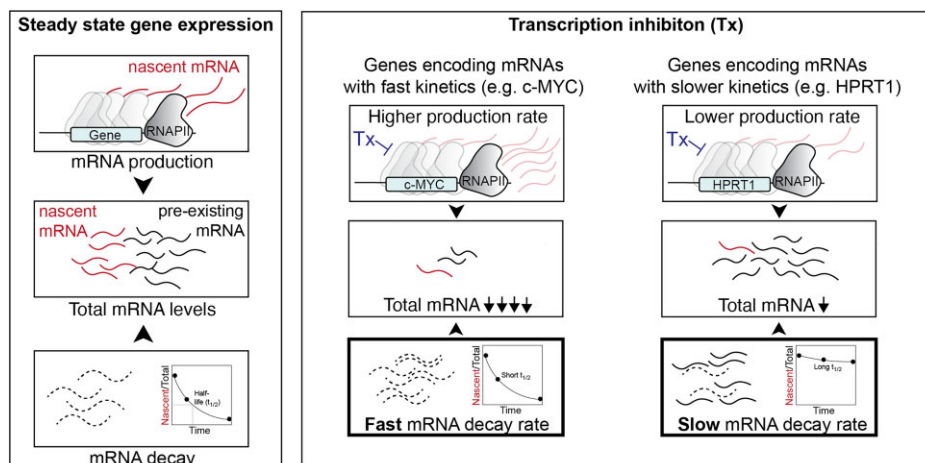 Steady state gene expression
nascent mRNA
Gene
RNAPII
mRNA production
nascent
mRNA
pre-existing
mRNA
Total mRNA levels
Nascent/Total
Half-
life (t1/2)
Time
mRNA decay
Transcription inhibiton (Tx)
Genes encoding mRNAs
with fast kinetics (e.g. c-MYC)
Higher production rate
Tx
c-MYC
RNAPII
Total mRNA ↓↓↓↓
Nascent/Total
Short t1/2
Time
Fast mRNA decay rate
Genes encoding mRNAs
with slower kinetics (e.g. HPRT1)
Lower production rate
Tx
HPRT1
RNAPII
Total mRNA ↓
Nascent/Total
Long t1/2
Time
Slow mRNA decay rate